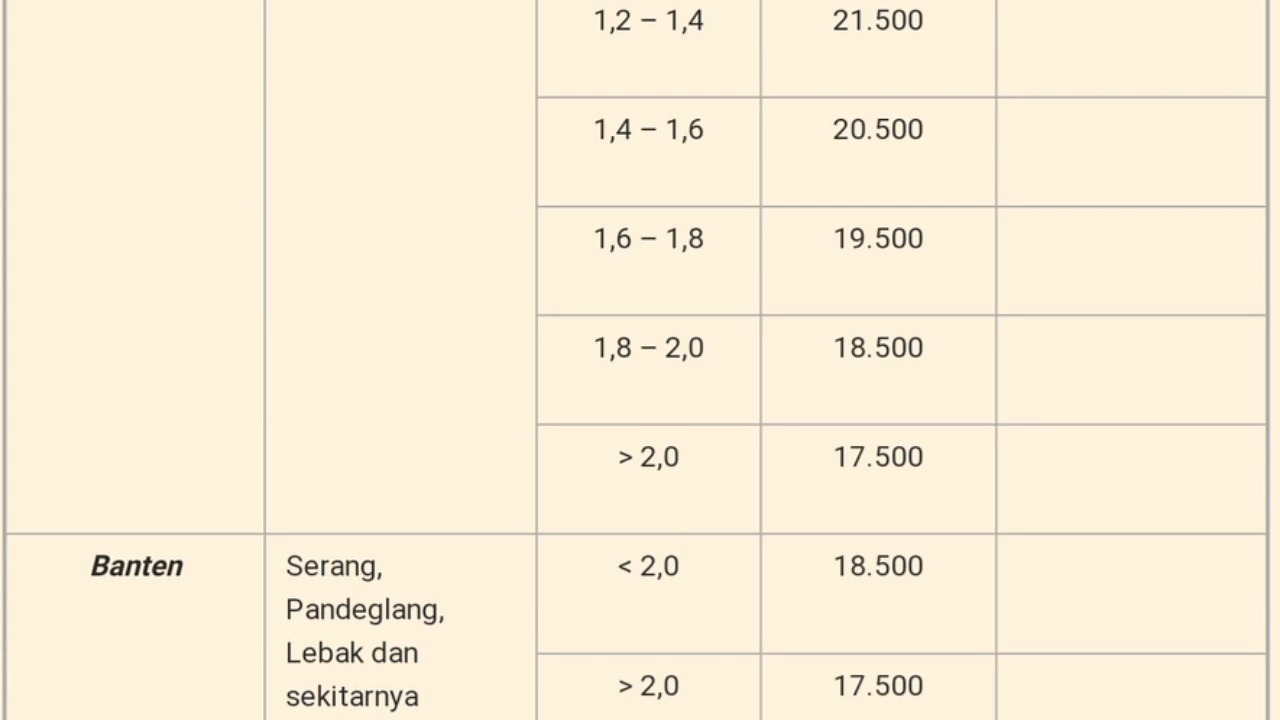 1,2 – 1,4 21.500
1,4 – 1,6 20.500
1,6 – 1,8 19.500
1,8 – 2,0 18.500
> 2,0 17.500
Banten Serang, < 2,0 18.500
Pandeglang,
Lebak dan
sekitarnya > 2,0 17.500